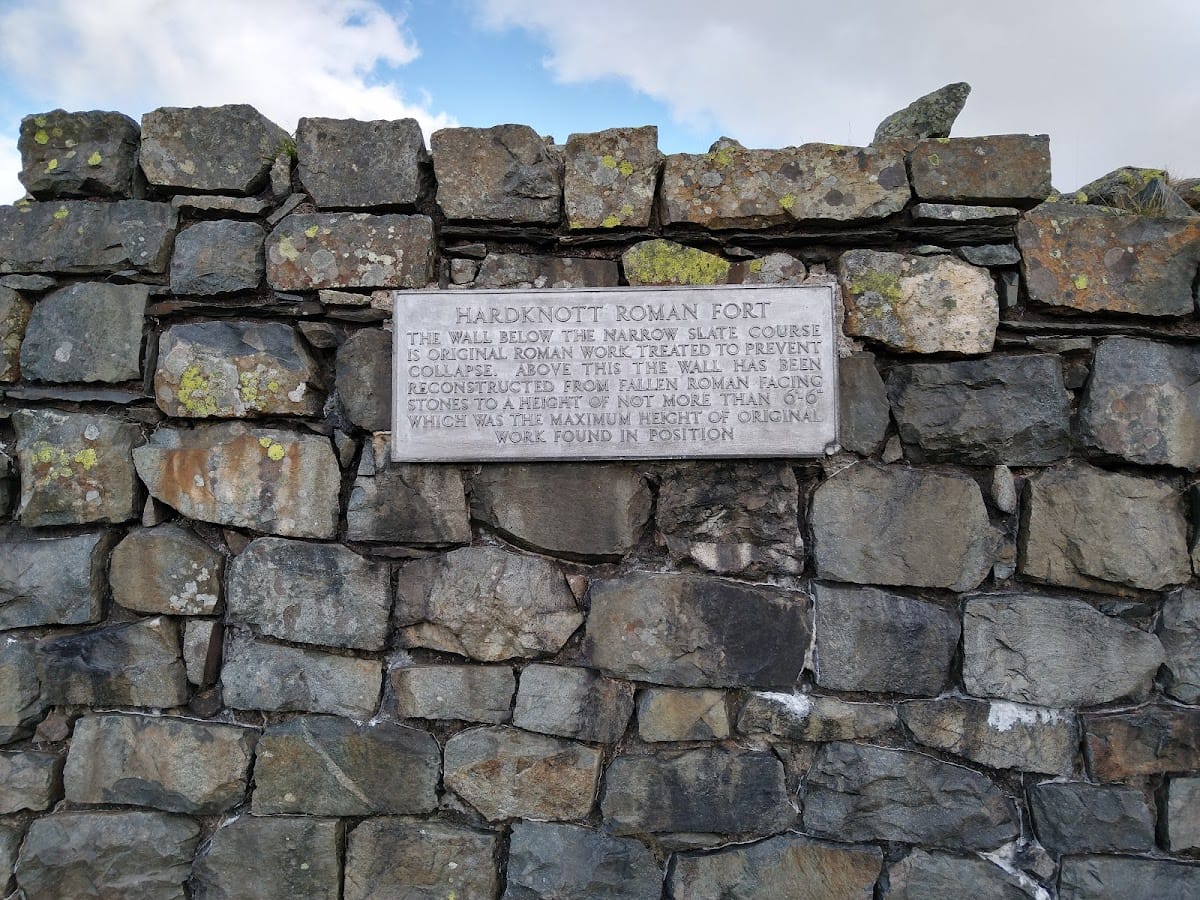 HARDKNOTT ROMAN FORT
THE WALL BELOW THE NARROW SLATE COURSE
IS ORIGINAL ROMAN WORK, TREATED TO PREVENT
COLLAPSE. ABOVE THIS THE WALL HAS BEEN
RECONSTRUCTED FROM FALLEN ROMAN FACING
STONES TO A HEIGHT OF NOT MORE THAN 6'-6"
WHICH WAS THE MAXIMUM HEIGHT OF ORIGINAL
WORK FOUND IN POSITION